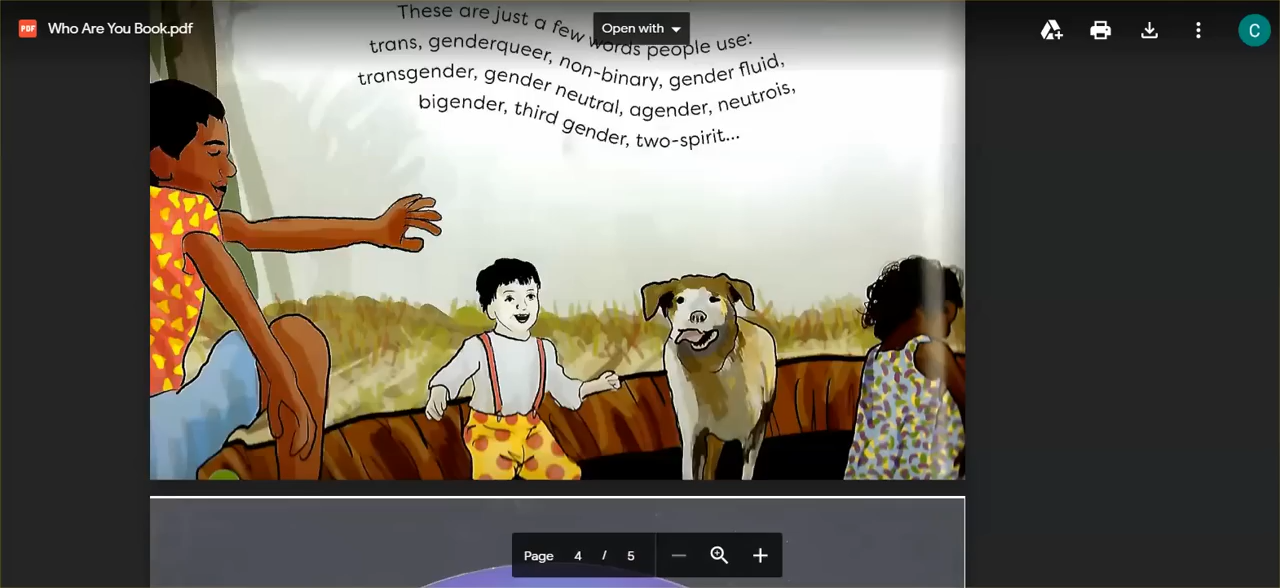 Who Are You Book.pdf
Open with
These are just a few words people use:
trans, genderqueer, non-binary, gender fluid,
transgender, gender neutral, agender, neutrois,
bigender, third gender, two-spirit...
PDF
C
Page 4 / 5